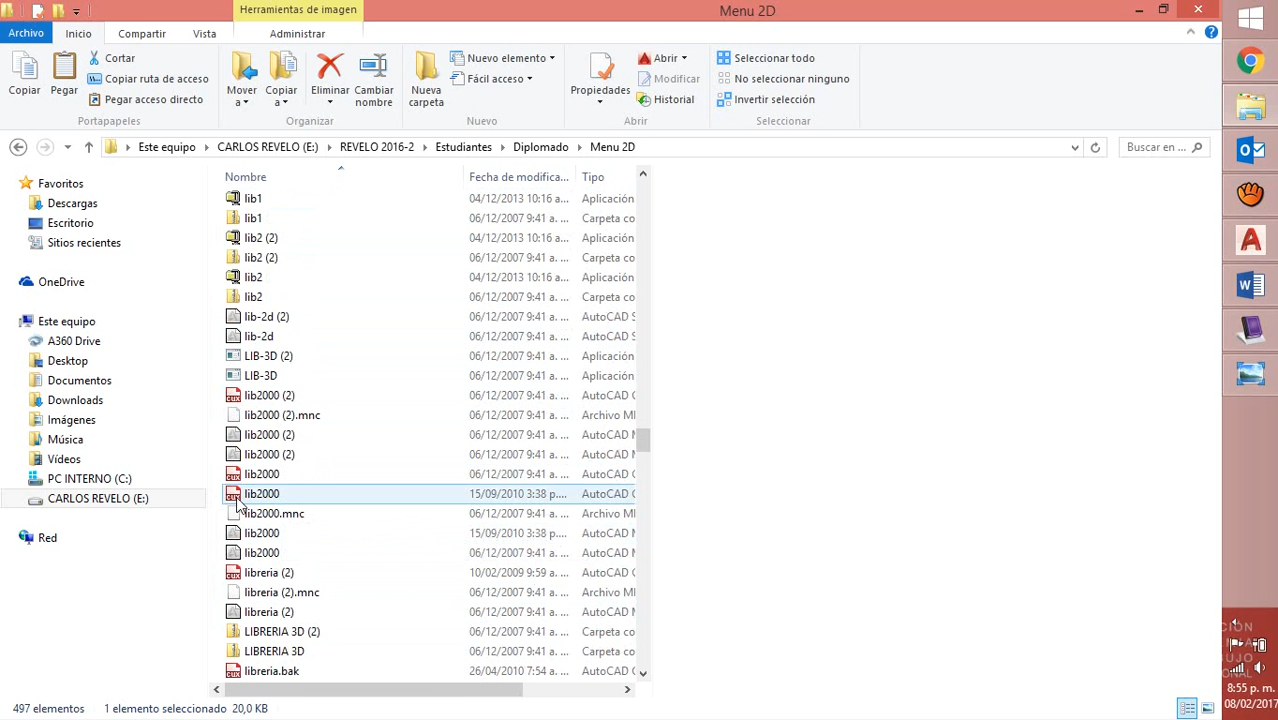 Herramientas de imagen
Menu 2D
Archivo Inicio Compartir Vista Administrar
Copiar
Pegar
Cortar
Copiar ruta de acceso
Pegar acceso directo
Portapapeles
Mover a
Copiar a
Eliminar
Cambiar nombre
Organizar
Nueva carpeta
Nuevo elemento
Fácil acceso
Nuevo
Propiedades
Abrir
Modificar
Historial
Abrir
Seleccionar todo
No seleccionar ninguno
Invertir selección
Seleccionar
Este equipo CARLOS REVELO (E:) REVELO 2016-2 Estudiantes Diplomado Menu 2D
Buscar en ...
Favoritos
Descargas
Escritorio
Sitios recientes
OneDrive
Este equipo
A360 Drive
Desktop
Documentos
Downloads
Imágenes
Música
Vídeos
PC INTERNO (C:)
CARLOS REVELO (E:)
Red
Nombre Fecha de modifica... Tipo
lib1 04/12/2013 10:16 a... Aplicación
lib1 06/12/2007 9:41 a. ... Carpeta co
lib2 (2) 04/12/2013 10:16 a... Aplicación
lib2 (2) 06/12/2007 9:41 a. ... Carpeta co
lib2 04/12/2013 10:16 a... Aplicación
lib2 06/12/2007 9:41 a. ... Carpeta co
lib-2d (2) 06/12/2007 9:41 a. ... AutoCAD S
lib-2d 06/12/2007 9:41 a. ... AutoCAD S
LIB-3D (2) 06/12/2007 9:41 a. ... Aplicación
LIB-3D 06/12/2007 9:41 a. ... Aplicación
lib2000 (2) 06/12/2007 9:41 a. ... AutoCAD C
lib2000 (2).mnc 06/12/2007 9:41 a. ... Archivo M
lib2000 (2) 06/12/2007 9:41 a. ... AutoCAD M
lib2000 (2) 06/12/2007 9:41 a. ... AutoCAD M
lib2000 06/12/2007 9:41 a. ... AutoCAD C
lib2000 15/09/2010 3:38 p.... AutoCAD C
lib2000.mnc 06/12/2007 9:41 a. ... Archivo M
lib2000 15/09/2010 3:38 p.... AutoCAD M
lib2000 06/12/2007 9:41 a. ... AutoCAD M
libreria (2) 10/02/2009 9:59 a... AutoCAD C
libreria (2).mnc 06/12/2007 9:41 a. ... Archivo M
libreria (2) 06/12/2007 9:41 a. ... AutoCAD M
LIBRERIA 3D (2) 06/12/2007 9:41 a. ... Carpeta co
LIBRERIA 3D 06/12/2007 9:41 a. ... Carpeta co
libreria.bak 26/04/2010 7:54 a... AutoCAD C
497 elementos 1 elemento seleccionado 20,0 KB
8:55 p. m.
08/02/2017